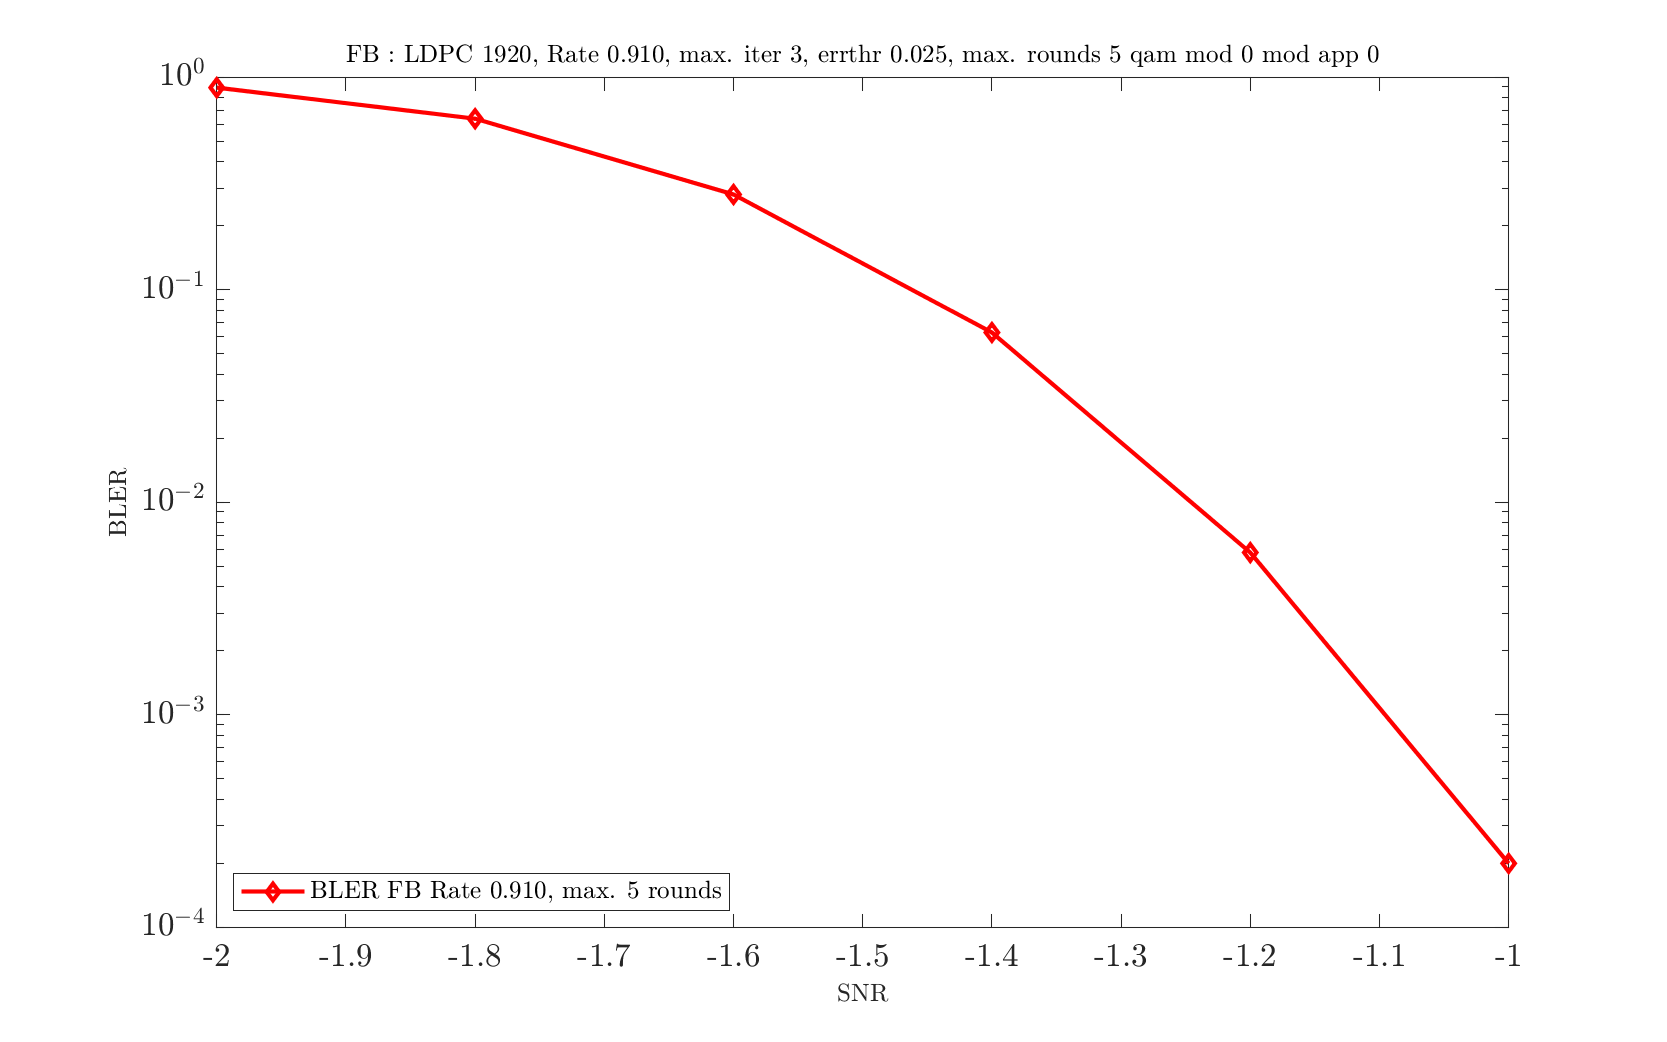 FB : LDPC 1920, Rate 0.910, max. iter 3, errthr 0.025, max. rounds 5 qam mod 0 mod app 0
10⁰
10⁻¹
10⁻²
10⁻³
10⁻⁴
BLER
BLER FB Rate 0.910, max. 5 rounds
-2 -1.9 -1.8 -1.7 -1.6 -1.5 -1.4 -1.3 -1.2 -1.1 -1
SNR